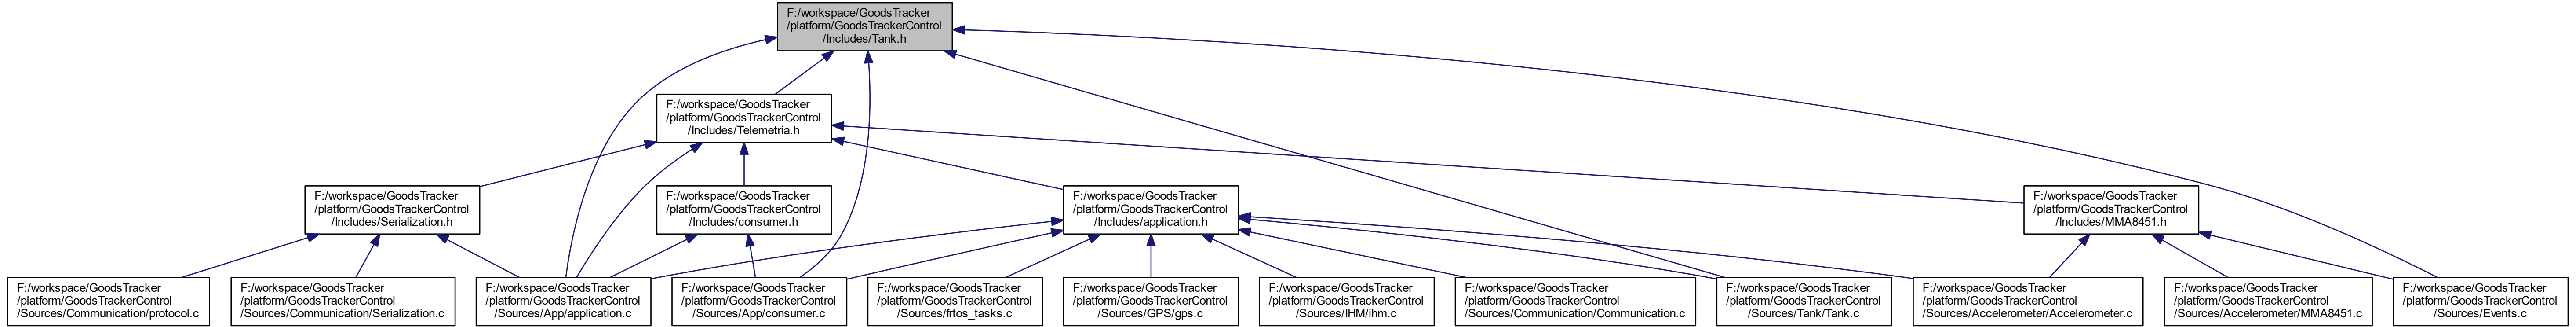 F:/workspace/GoodsTracker
/platform/GoodsTrackerControl
/Includes/Tank.h
F:/workspace/GoodsTracker
/platform/GoodsTrackerControl
/Includes/Telemetria.h
F:/workspace/GoodsTracker
/platform/GoodsTrackerControl
/Includes/Serialization.h
F:/workspace/GoodsTracker
/platform/GoodsTrackerControl
/Includes/consumer.h
F:/workspace/GoodsTracker
/platform/GoodsTrackerControl
/Includes/application.h
F:/workspace/GoodsTracker
/platform/GoodsTrackerControl
/Includes/MMA8451.h
F:/workspace/GoodsTracker
/platform/GoodsTrackerControl
/Sources/Communication/protocol.c
F:/workspace/GoodsTracker
/platform/GoodsTrackerControl
/Sources/Communication/Serialization.c
F:/workspace/GoodsTracker
/platform/GoodsTrackerControl
/Sources/App/application.c
F:/workspace/GoodsTracker
/platform/GoodsTrackerControl
/Sources/App/consumer.c
F:/workspace/GoodsTracker
/platform/GoodsTrackerControl
/Sources/frtos_tasks.c
F:/workspace/GoodsTracker
/platform/GoodsTrackerControl
/Sources/GPS/gps.c
F:/workspace/GoodsTracker
/platform/GoodsTrackerControl
/Sources/IHM/ihm.c
F:/workspace/GoodsTracker
/platform/GoodsTrackerControl
/Sources/Communication/Communication.c
F:/workspace/GoodsTracker
/platform/GoodsTrackerControl
/Sources/Tank/Tank.c
F:/workspace/GoodsTracker
/platform/GoodsTrackerControl
/Sources/Accelerometer/Accelerometer.c
F:/workspace/GoodsTracker
/platform/GoodsTrackerControl
/Sources/Accelerometer/MMA8451.c
F:/workspace/GoodsTracker
/platform/GoodsTrackerControl
/Sources/Events.c